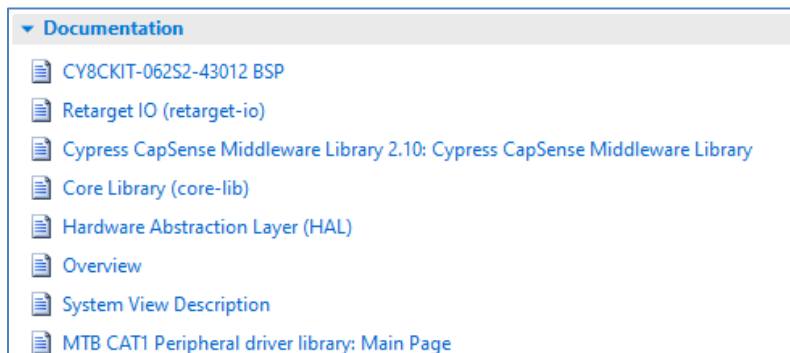 Documentation
CY8CKIT-062S2-43012 BSP
Retarget IO (retarget-io)
Cypress CapSense Middleware Library 2.10: Cypress CapSense Middleware Library
Core Library (core-lib)
Hardware Abstraction Layer (HAL)
Overview
System View Description
MTB CAT1 Peripheral driver library: Main Page